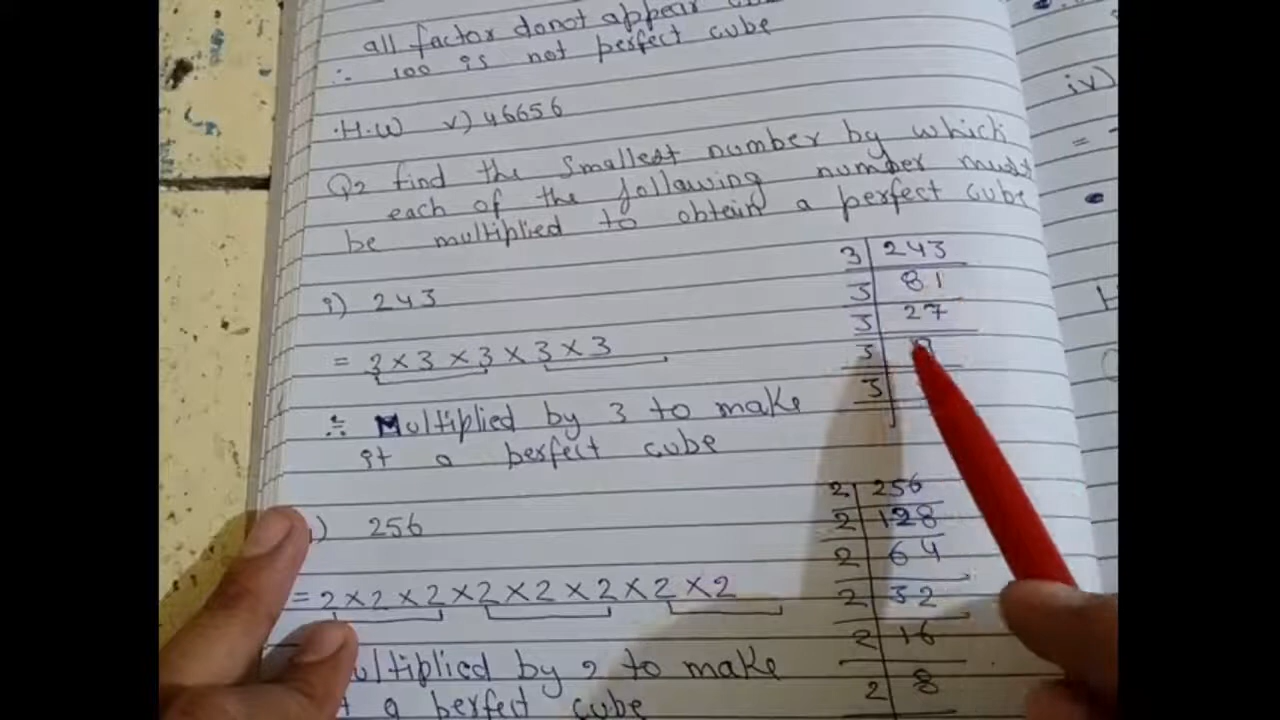 all factor donot appear
∴ 100 is not perfect cube
.H.W v) 46656
Q2 find the Smallest number by which
each of the following number must
be multiplied to obtain a perfect cube
i) 243
= 3 × 3 × 3 × 3 × 3
∴ Multiplied by 3 to make
it a perfect cube
3 | 243
3 | 81
3 | 27
3
3
) 256
= 2 × 2 × 2 × 2 × 2 × 2 × 2 × 2
ultiplied by 2 to make
a perfect cube
2 | 256
2 | 128
2 | 64
2 | 32
2 | 16
2 | 8
iv)
=